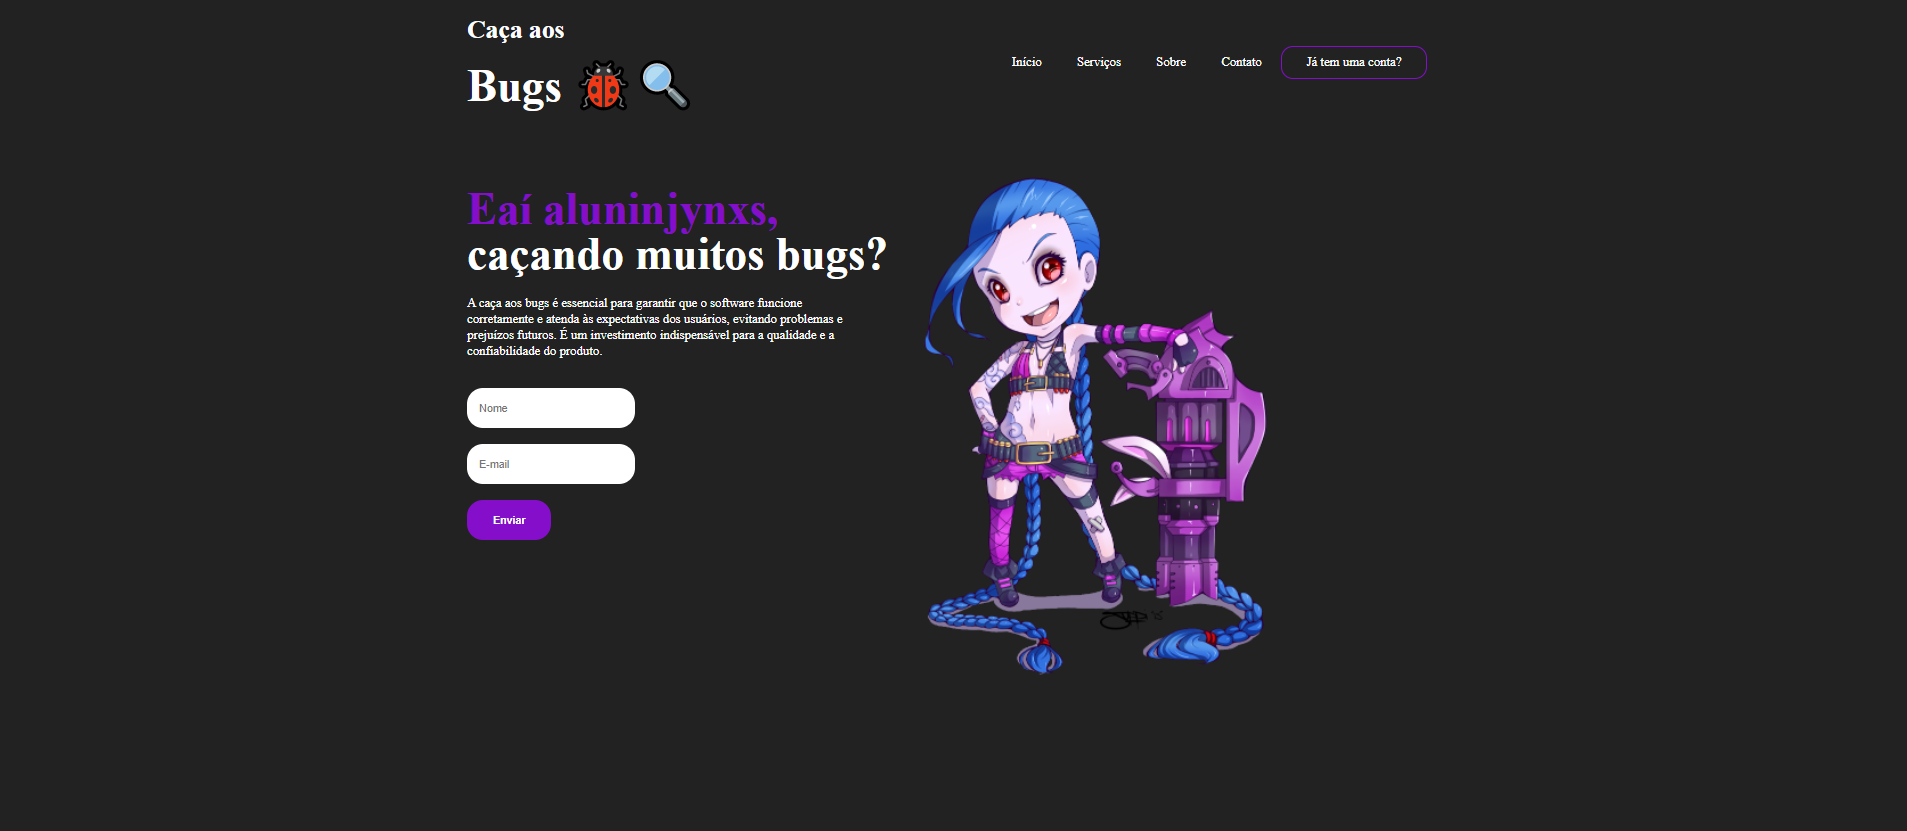 Caça aos
Bugs
Início Serviços Sobre Contato Já tem uma conta?
Eaí aluninjynxs,
caçando muitos bugs?
A caça aos bugs é essencial para garantir que o software funcione
corretamente e atenda às expectativas dos usuários, evitando problemas e
prejuízos futuros. É um investimento indispensável para a qualidade e a
confiabilidade do produto.
Nome
E-mail
Enviar